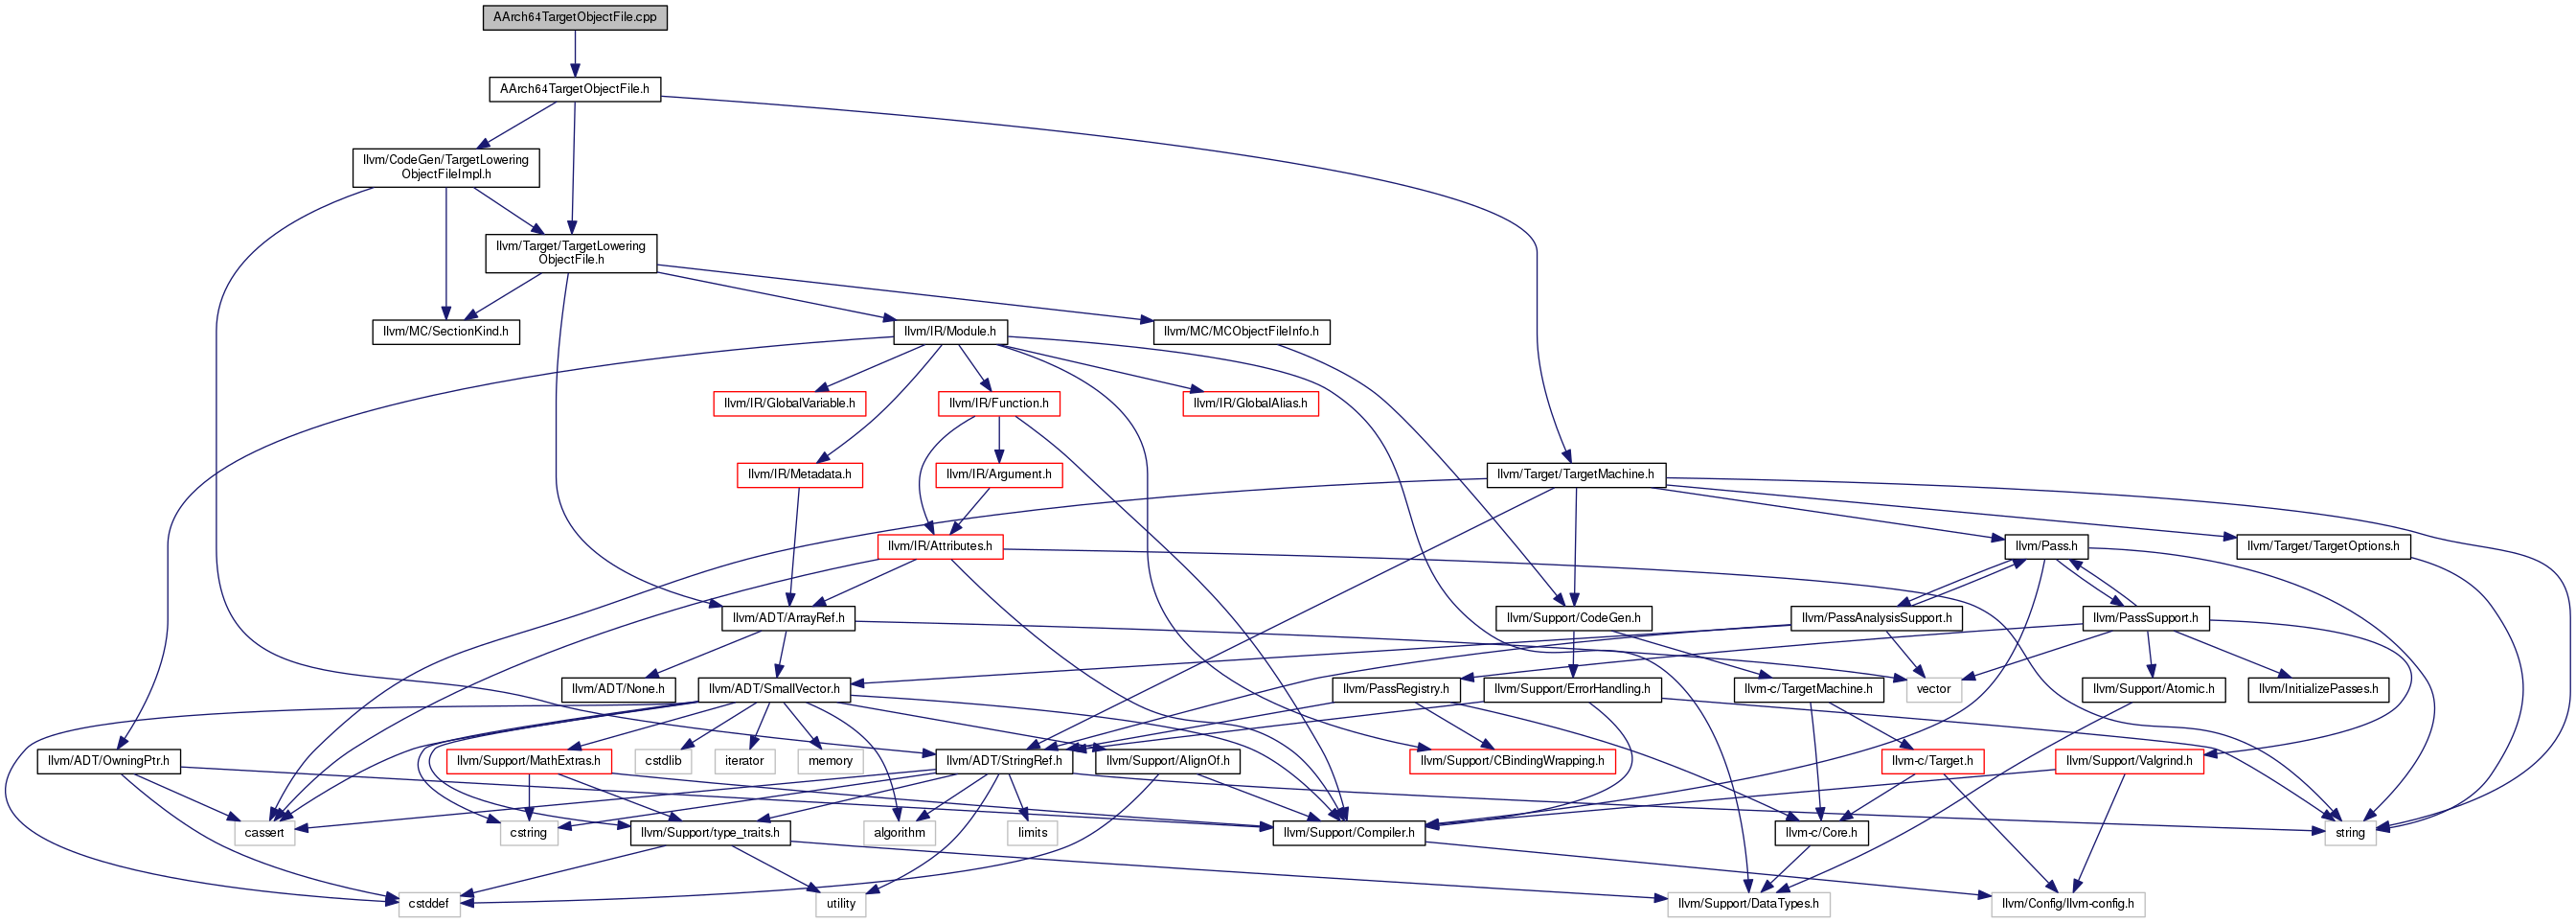 AArch64TargetObjectFile.cpp
AArch64TargetObjectFile.h
llvm/CodeGen/TargetLowering
ObjectFileImpl.h
llvm/Target/TargetLowering
ObjectFile.h
llvm/MC/SectionKind.h
llvm/IR/Module.h
llvm/MC/MCObjectFileInfo.h
llvm/IR/GlobalVariable.h
llvm/IR/Function.h
llvm/IR/GlobalAlias.h
llvm/IR/Metadata.h
llvm/IR/Argument.h
llvm/Target/TargetMachine.h
llvm/IR/Attributes.h
llvm/Pass.h
llvm/Target/TargetOptions.h
llvm/ADT/ArrayRef.h
llvm/Support/CodeGen.h
llvm/PassAnalysisSupport.h
llvm/PassSupport.h
llvm/ADT/None.h
llvm/ADT/SmallVector.h
llvm/PassRegistry.h
llvm/Support/ErrorHandling.h
llvm-c/TargetMachine.h
vector
llvm/Support/Atomic.h
llvm/InitializePasses.h
llvm/ADT/OwningPtr.h
llvm/Support/MathExtras.h
cstdlib
iterator
memory
llvm/ADT/StringRef.h
llvm/Support/AlignOf.h
llvm/Support/CBindingWrapping.h
llvm-c/Target.h
llvm/Support/Valgrind.h
cassert
cstring
llvm/Support/type_traits.h
algorithm
limits
llvm/Support/Compiler.h
llvm-c/Core.h
string
cstddef
utility
llvm/Support/DataTypes.h
llvm/Config/llvm-config.h